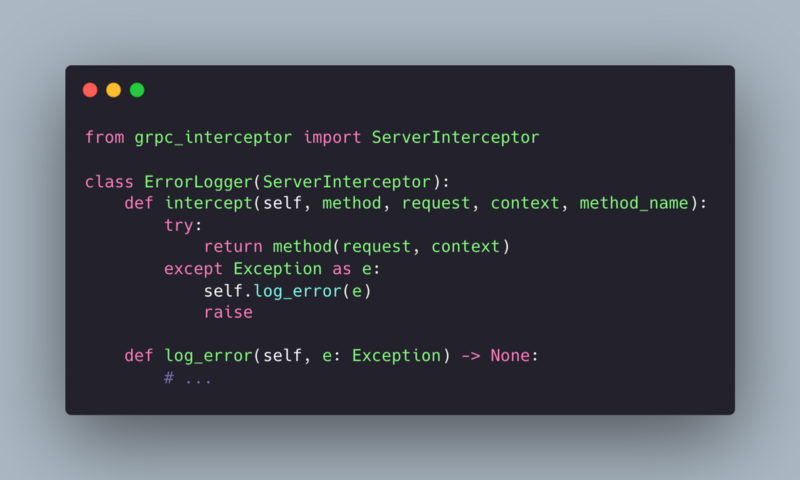 from grpc_interceptor import ServerInterceptor
class ErrorLogger(ServerInterceptor):
    def intercept(self, method, request, context, method_name):
        try:
            return method(request, context)
        except Exception as e:
            self.log_error(e)
            raise
    def log_error(self, e: Exception) -> None:
        # ...